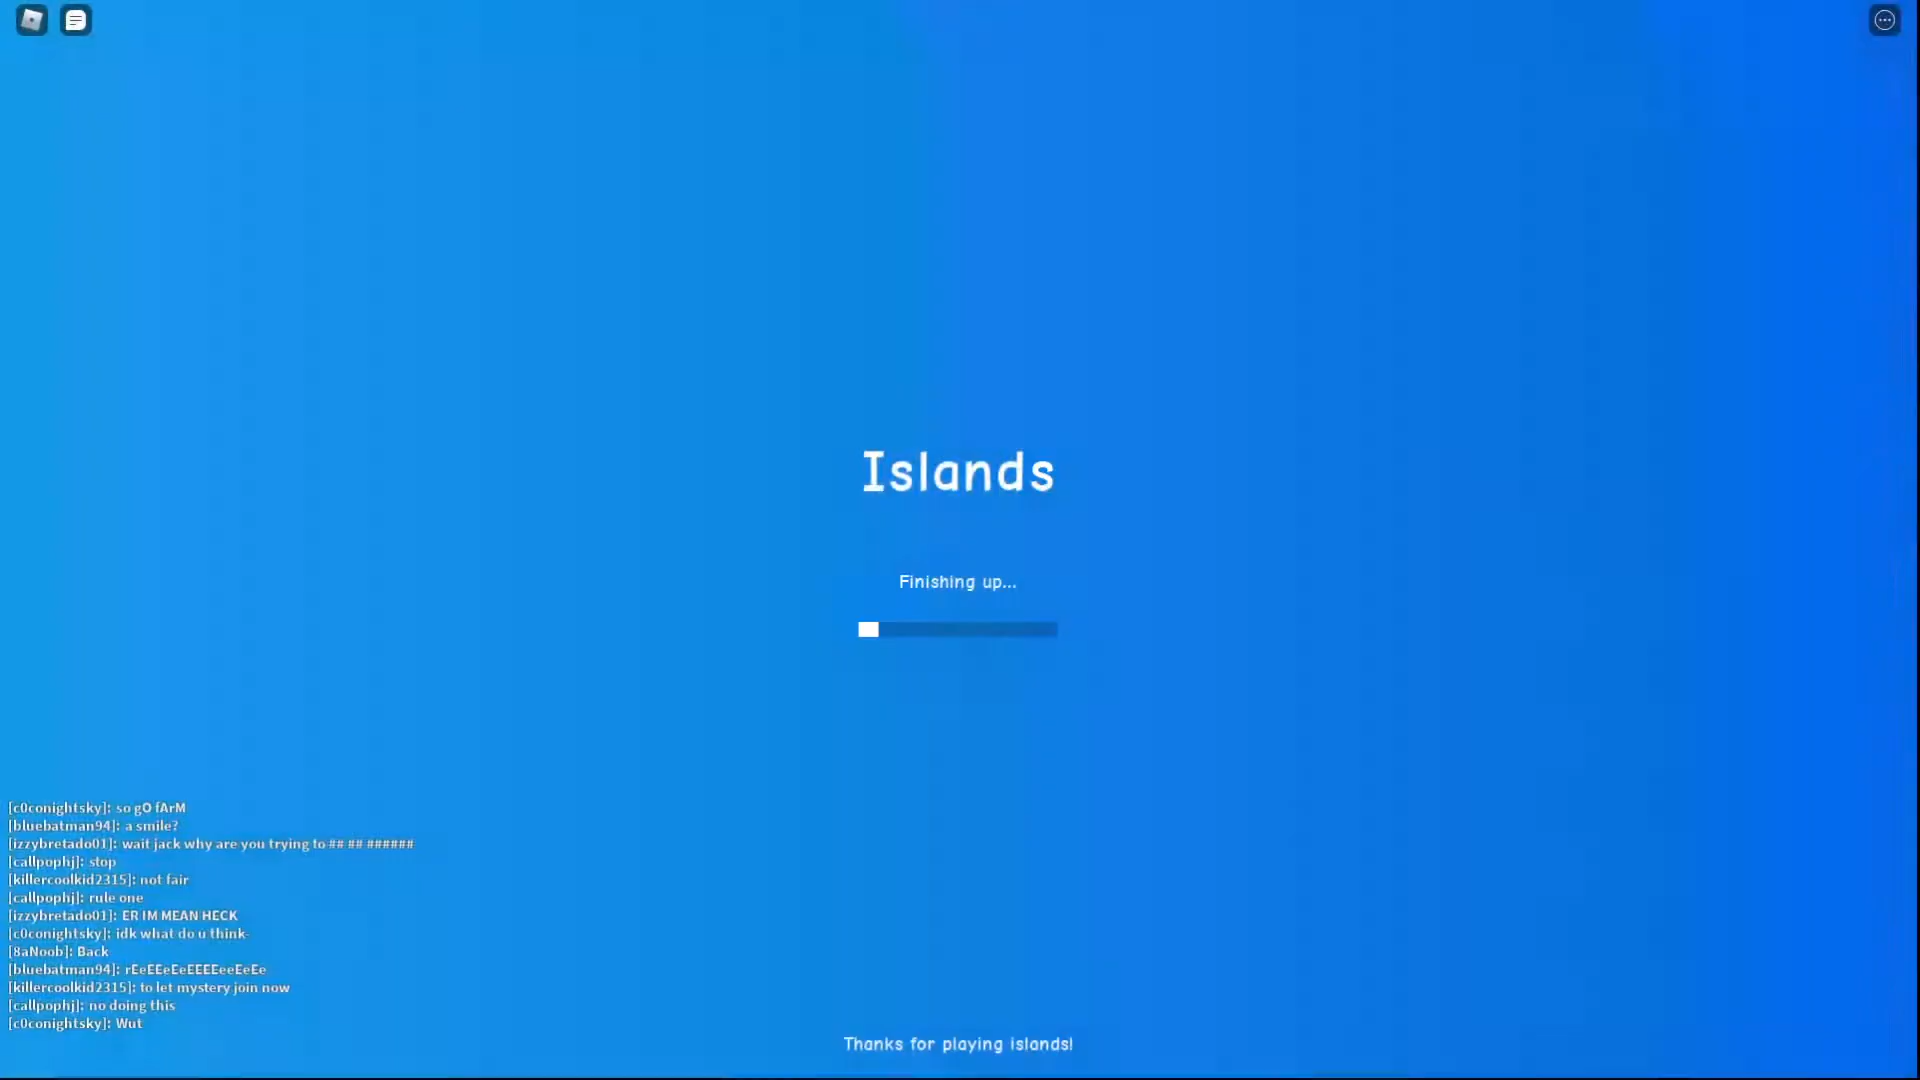 Islands
Finishing up...
[c0conightsky]: so gO fArM
[bluebatman94]: a smile?
[izzybretado01]: wait jack why are you trying to ## ## ######
[callpophj]: stop
[killercoolkid2315]: not fair
[callpophj]: rule one
[izzybretado01]: ER IM MEAN HECK
[c0conightsky]: idk what do u think-
[8aNoob]: Back
[bluebatman94]: rEeEEeEeEEEEeeEeEe
[killercoolkid2315]: to let mystery join now
[callpophj]: no doing this
[c0conightsky]: Wut
Thanks for playing islands!